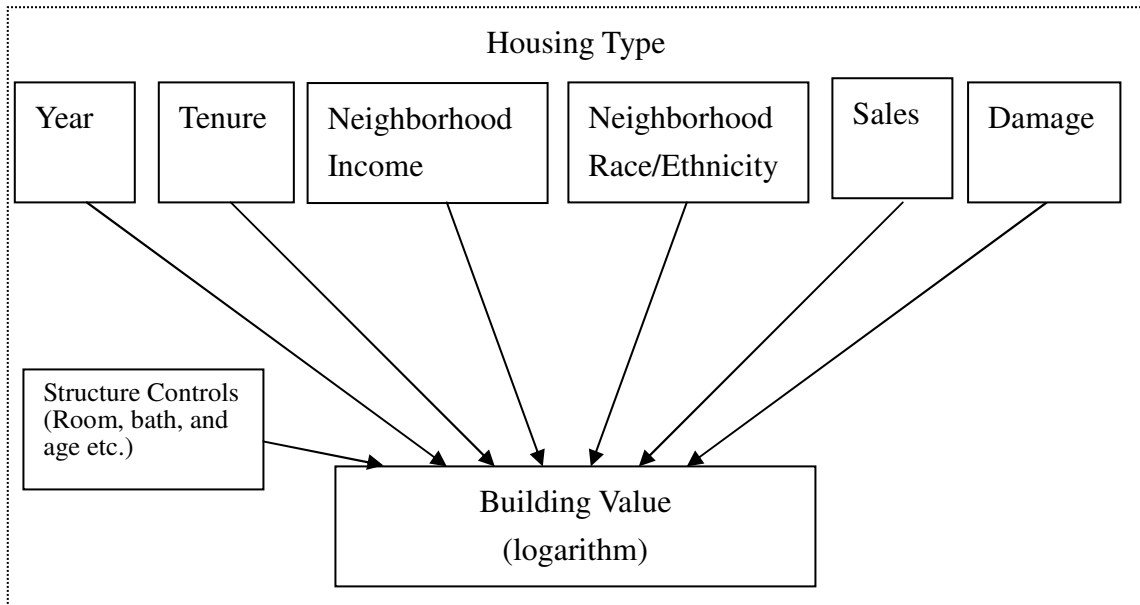 Housing Type
Year
Tenure
Neighborhood
Income
Neighborhood
Race/Ethnicity
Sales
Damage
Structure Controls
(Room, bath, and
age etc.)
Building Value
(logarithm)